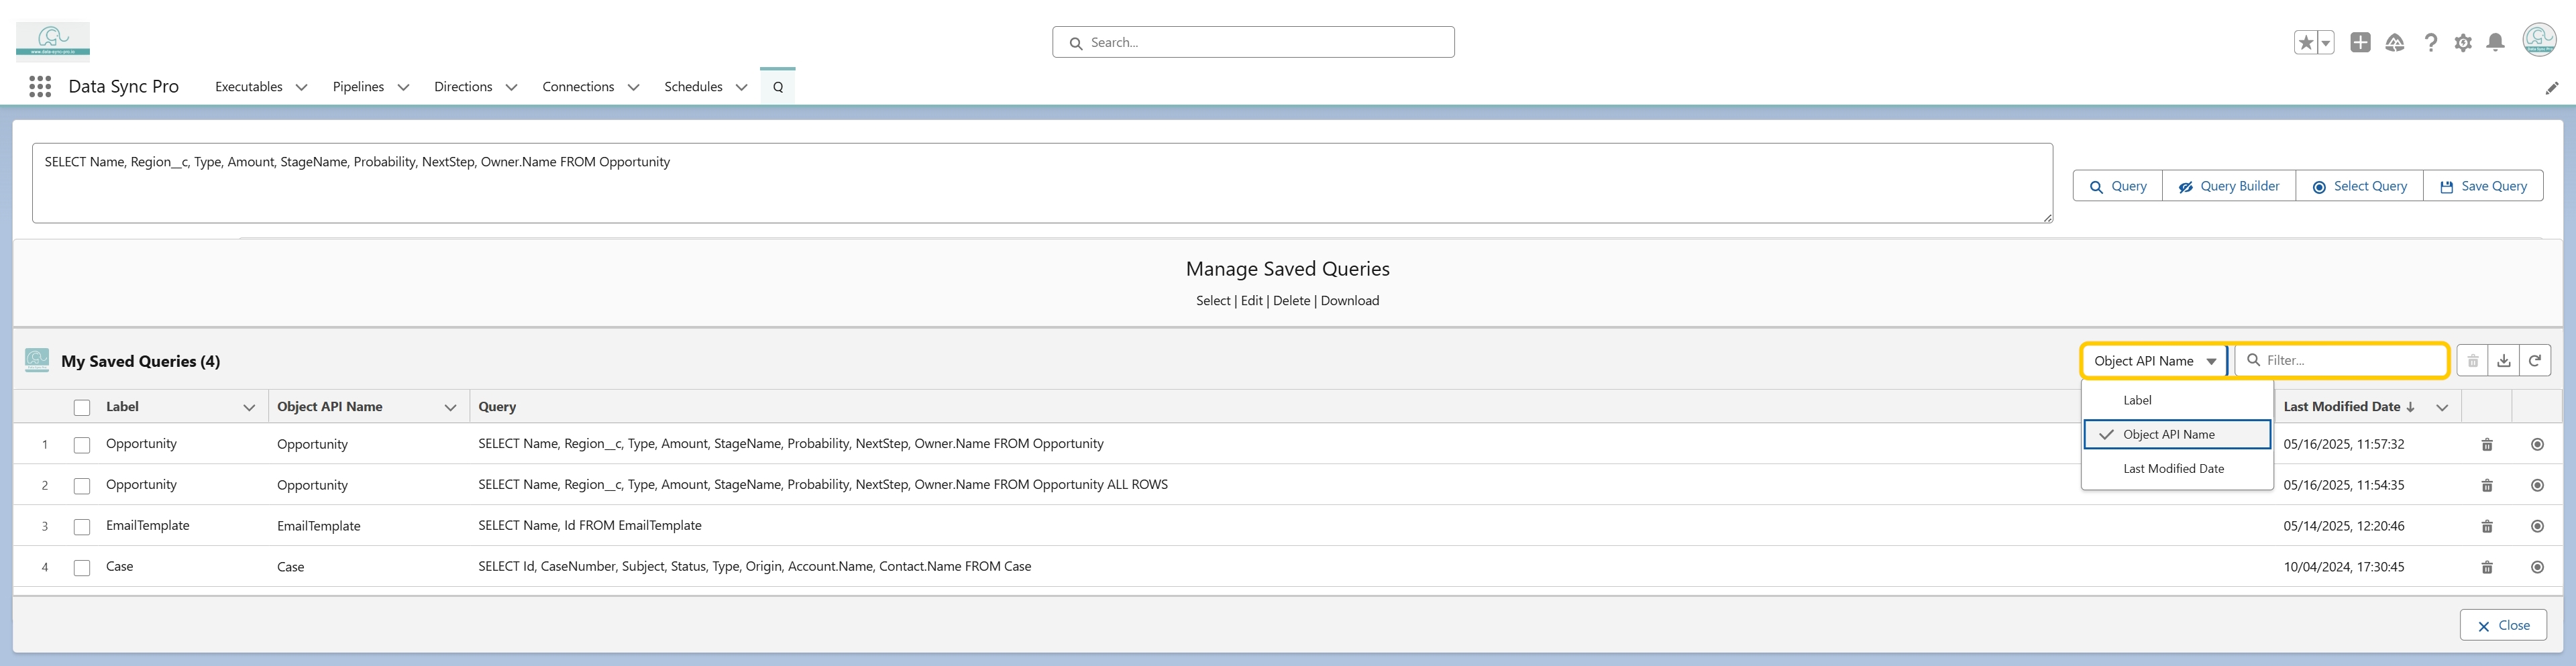 www.data-sync-pro.io
Search...
Data Sync Pro Executables Pipelines Directions Connections Schedules Q
SELECT Name, Region__c, Type, Amount, StageName, Probability, NextStep, Owner.Name FROM Opportunity
Query Query Builder Select Query Save Query
Manage Saved Queries
Select | Edit | Delete | Download
My Saved Queries (4) Object API Name Filter...
Label Object API Name Query Last Modified Date
Label
Object API Name
Last Modified Date
1 Opportunity Opportunity SELECT Name, Region__c, Type, Amount, StageName, Probability, NextStep, Owner.Name FROM Opportunity 05/16/2025, 11:57:32
2 Opportunity Opportunity SELECT Name, Region__c, Type, Amount, StageName, Probability, NextStep, Owner.Name FROM Opportunity ALL ROWS 05/16/2025, 11:54:35
3 EmailTemplate EmailTemplate SELECT Name, Id FROM EmailTemplate 05/14/2025, 12:20:46
4 Case Case SELECT Id, CaseNumber, Subject, Status, Type, Origin, Account.Name, Contact.Name FROM Case 10/04/2024, 17:30:45
Close